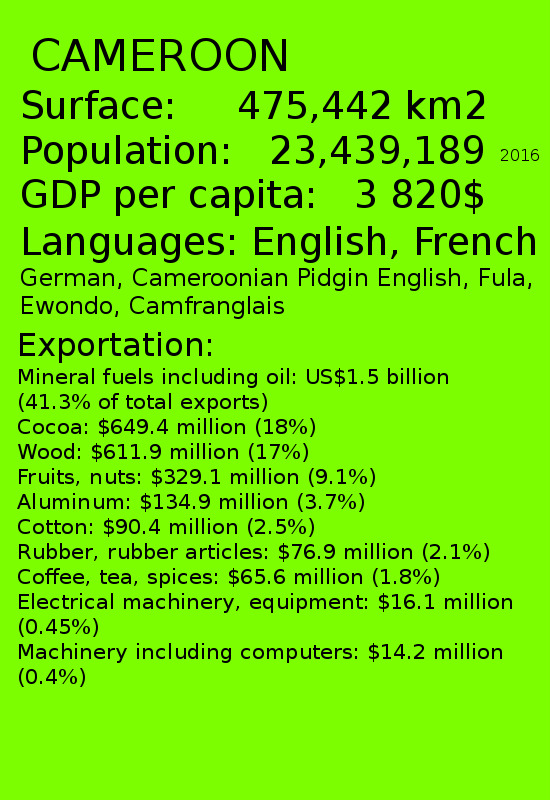 CAMEROON
Surface: 475,442 km2
Population: 23,439,189 2016
GDP per capita: 3 820$
Languages: English, French
German, Cameroonian Pidgin English, Fula,
Ewondo, Camfranglais
Exportation:
Mineral fuels including oil: US$1.5 billion
(41.3% of total exports)
Cocoa: $649.4 million (18%)
Wood: $611.9 million (17%)
Fruits, nuts: $329.1 million (9.1%)
Aluminum: $134.9 million (3.7%)
Cotton: $90.4 million (2.5%)
Rubber, rubber articles: $76.9 million (2.1%)
Coffee, tea, spices: $65.6 million (1.8%)
Electrical machinery, equipment: $16.1 million
(0.45%)
Machinery including computers: $14.2 million
(0.4%)